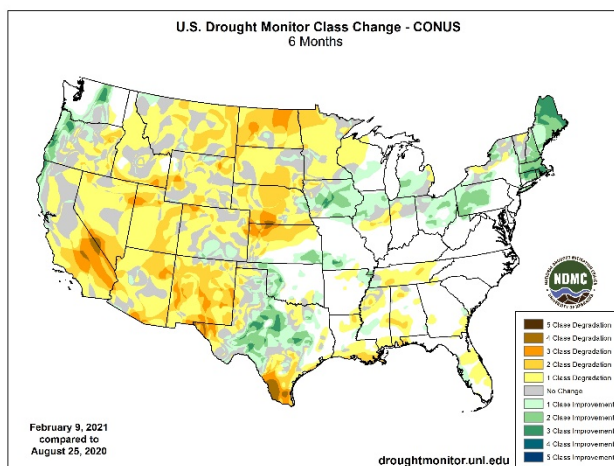 U.S. Drought Monitor Class Change - CONUS
6 Months
NDMC
5 Class Degradation
4 Class Degradation
3 Class Degradation
2 Class Degradation
1 Class Degradation
No Change
1 Class Improvement
2 Class Improvement
3 Class Improvement
4 Class Improvement
5 Class Improvement
February 9, 2021
compared to
August 25, 2020
droughtmonitor.unl.edu